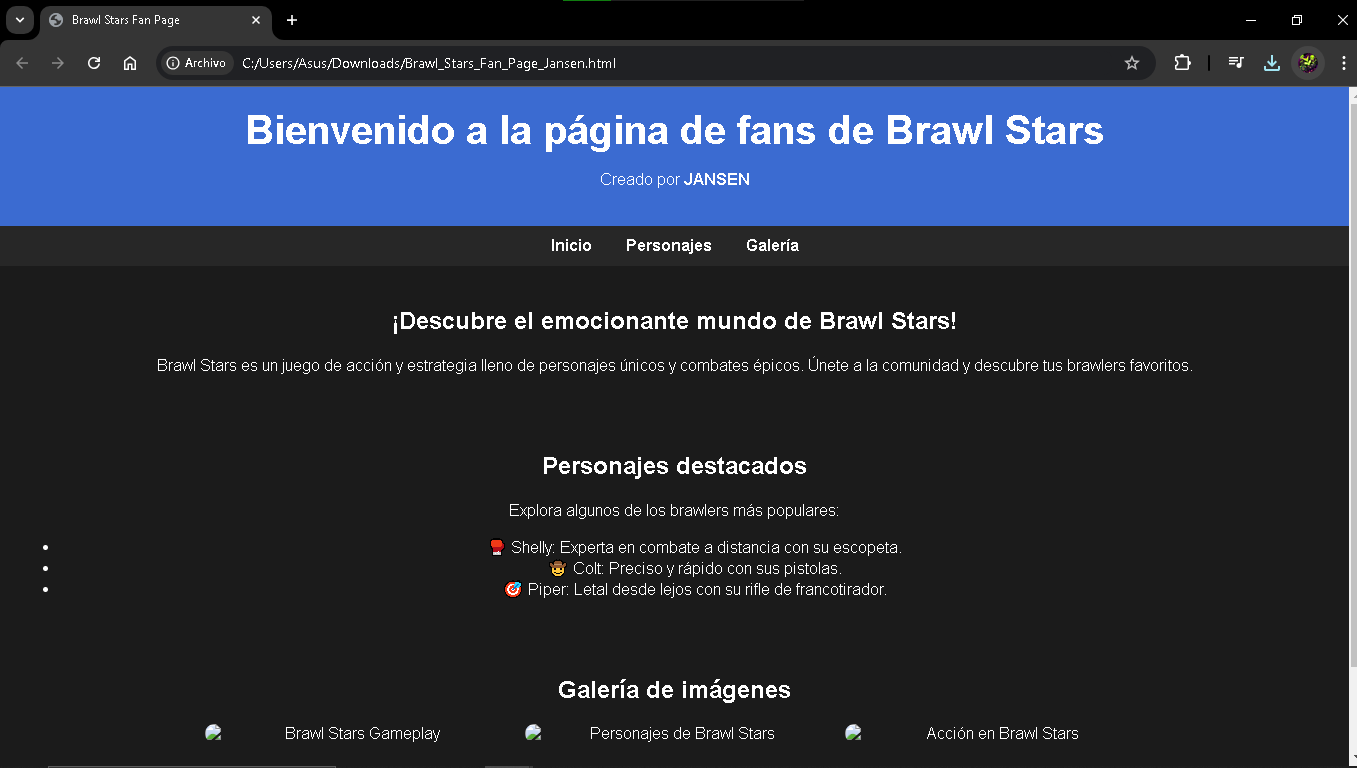 Brawl Stars Fan Page
Archivo C:/Users/Asus/Downloads/Brawl_Stars_Fan_Page_Jansen.html
Bienvenido a la página de fans de Brawl Stars
Creado por JANSEN
Inicio Personajes Galería
¡Descubre el emocionante mundo de Brawl Stars!
Brawl Stars es un juego de acción y estrategia lleno de personajes únicos y combates épicos. Únete a la comunidad y descubre tus brawlers favoritos.
Personajes destacados
Explora algunos de los brawlers más populares:
🥊 Shelly: Experta en combate a distancia con su escopeta.
🤠 Colt: Preciso y rápido con sus pistolas.
🎯 Piper: Letal desde lejos con su rifle de francotirador.
Galería de imágenes
Brawl Stars Gameplay Personajes de Brawl Stars Acción en Brawl Stars